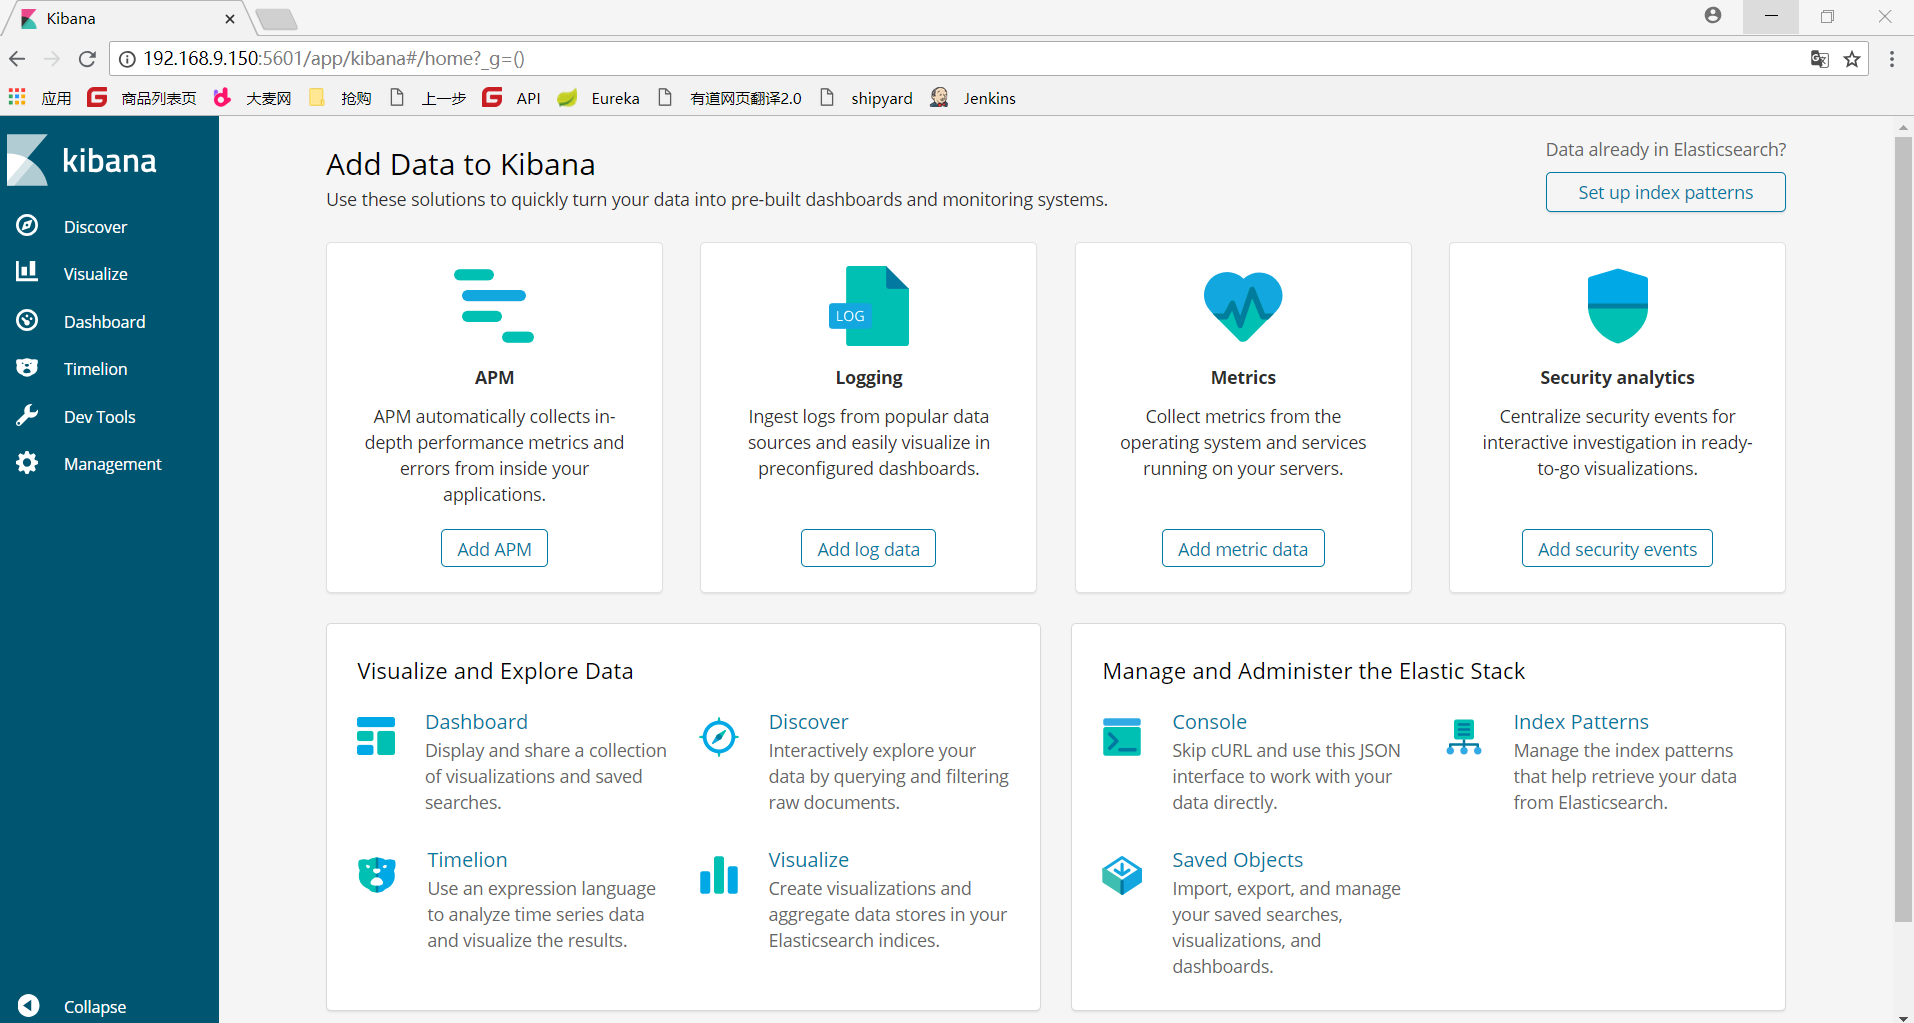 Kibana
192.168.9.150:5601/app/kibana#/home?_g=()
应用 商品列表页 大麦网 抢购 上一步 API Eureka 有道网页翻译2.0 shipyard Jenkins
kibana
Discover
Visualize
Dashboard
Timelion
Dev Tools
Management
Collapse
Add Data to Kibana
Use these solutions to quickly turn your data into pre-built dashboards and monitoring systems.
Data already in Elasticsearch?
Set up index patterns
APM
APM automatically collects in-
depth performance metrics and
errors from inside your
applications.
Add APM
LOG
Logging
Ingest logs from popular data
sources and easily visualize in
preconfigured dashboards.
Add log data
Metrics
Collect metrics from the
operating system and services
running on your servers.
Add metric data
Security analytics
Centralize security events for
interactive investigation in ready-
to-go visualizations.
Add security events
Visualize and Explore Data
Dashboard
Display and share a collection
of visualizations and saved
searches.
Discover
Interactively explore your
data by querying and filtering
raw documents.
Timelion
Use an expression language
to analyze time series data
and visualize the results.
Visualize
Create visualizations and
aggregate data stores in your
Elasticsearch indices.
Manage and Administer the Elastic Stack
Console
Skip cURL and use this JSON
interface to work with your
data directly.
Index Patterns
Manage the index patterns
that help retrieve your data
from Elasticsearch.
Saved Objects
Import, export, and manage
your saved searches,
visualizations, and
dashboards.